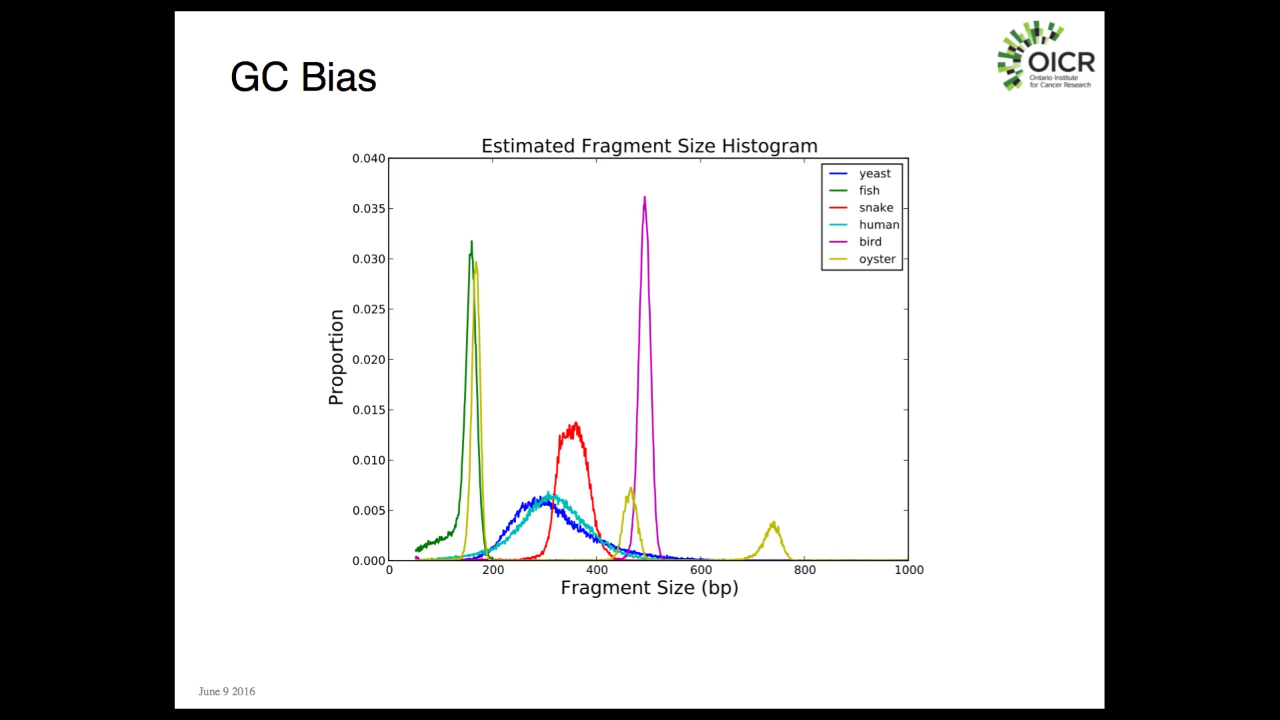 GC Bias
OICR
Ontario Institute
for Cancer Research
Estimated Fragment Size Histogram
0.040
0.035
0.030
0.025
0.020
0.015
0.010
0.005
0.000
Proportion
yeast
fish
snake
human
bird
oyster
0 200 400 600 800 1000
Fragment Size (bp)
June 9 2016